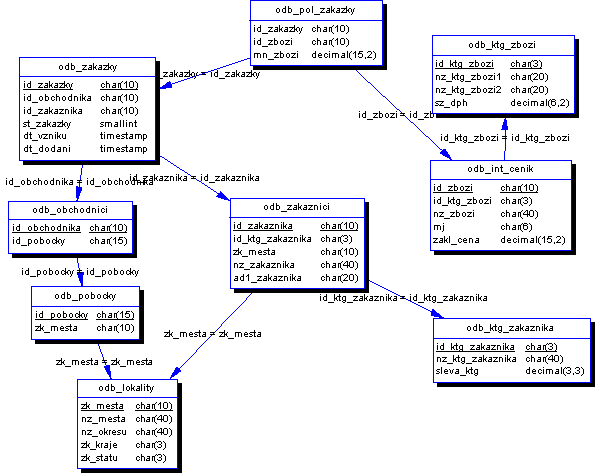 odb_pol_zakazky
id_zakazky char(10)
id_zbozi char(10)
mn_zbozi decimal(15,2)
odb_ktg_zbozi
id_ktg_zbozi char(3)
nz_ktg_zbozi1 char(20)
nz_ktg_zbozi2 char(20)
sz_dph decimal(6,2)
odb_zakazky
id_zakazky char(10)
id_obchodnika char(10)
id_zakaznika char(10)
st_zakazky smallint
dt_vzniku timestamp
dt_dodani timestamp
_zakazky = id_zakazky
id_zbozi = id_zb
id_ktg_zbozi = id_ktg_zbozi
odb_int_cenik
id_zbozi char(10)
id_ktg_zbozi char(3)
nz_zbozi char(40)
mj char(6)
zakl_cena decimal(15,2)
id_obchodnika = id_obchodnika
id_zakaznika = id_zakaznika
odb_obchodnici
id_obchodnika char(10)
id_pobocky char(15)
odb_zakaznici
id_zakaznika char(10)
id_ktg_zakaznika char(3)
zk_mesta char(10)
nz_zakaznika char(40)
ad1_zakaznika char(20)
id_pobocky = id_pobocky
odb_pobocky
id_pobocky char(15)
zk_mesta char(10)
id_ktg_zakaznika = id_ktg_zakaznika
odb_ktg_zakaznika
id_ktg_zakaznika char(3)
nz_ktg_zakaznika char(40)
sleva_ktg decimal(3,3)
zk_mesta = zk_mesta
zk_mesta = zk_mesta
odb_lokality
zk_mesta char(10)
nz_mesta char(40)
nz_okresu char(40)
zk_kraje char(3)
zk_statu char(3)